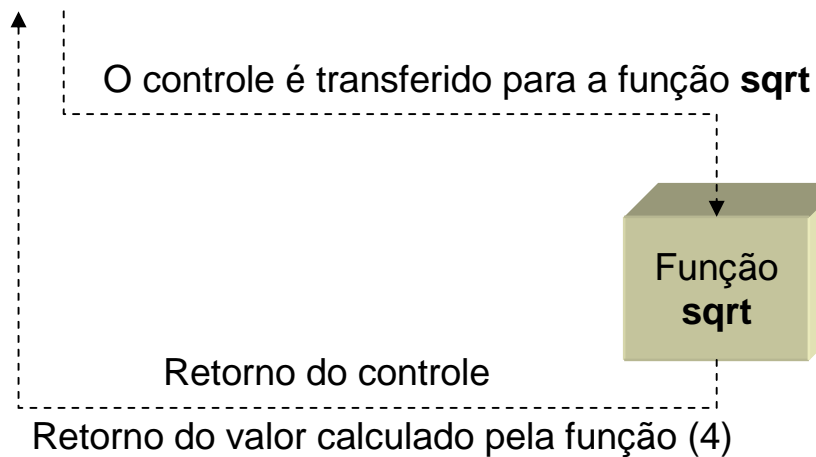 O controle é transferido para a função sqrt
Função
sqrt
Retorno do controle
Retorno do valor calculado pela função (4)